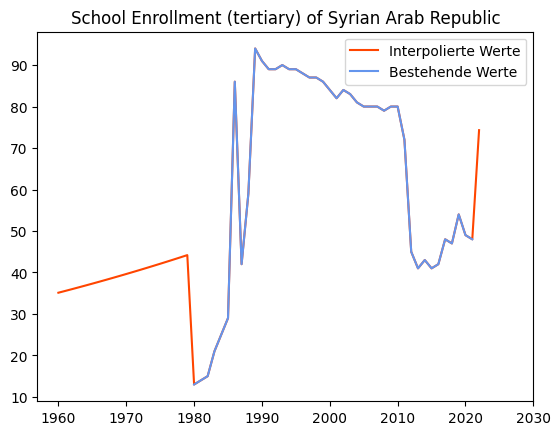 School Enrollment (tertiary) of Syrian Arab Republic
Interpolierte Werte
Bestehende Werte
90
80
70
60
50
40
30
20
10
1960 1970 1980 1990 2000 2010 2020 2030